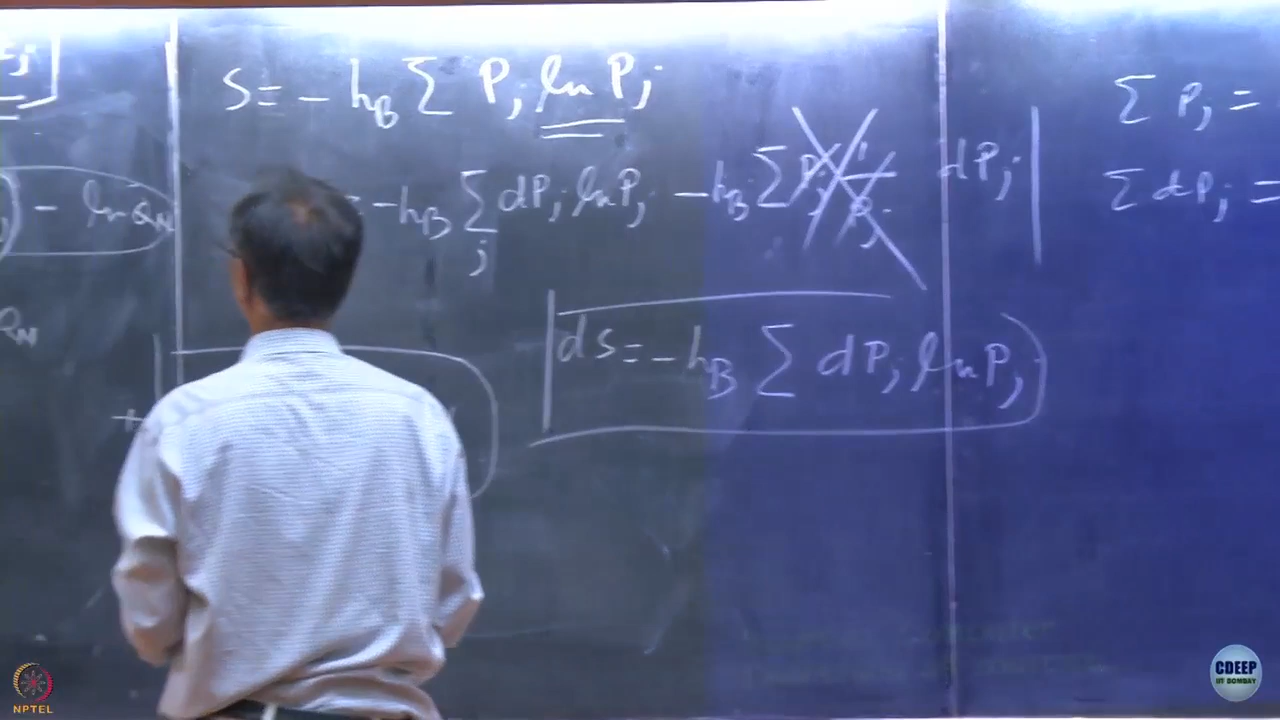 S = - k_B Σ P_j ln P_j
Σ P_j =
= - k_B Σ_j dP_j ln P_j - k_B Σ P_j 1/P_j dP_j
Σ dP_j =
- ln Q_N
dS = - k_B Σ dP_j ln P_j
NPTEL
CDEEP
IIT BOMBAY